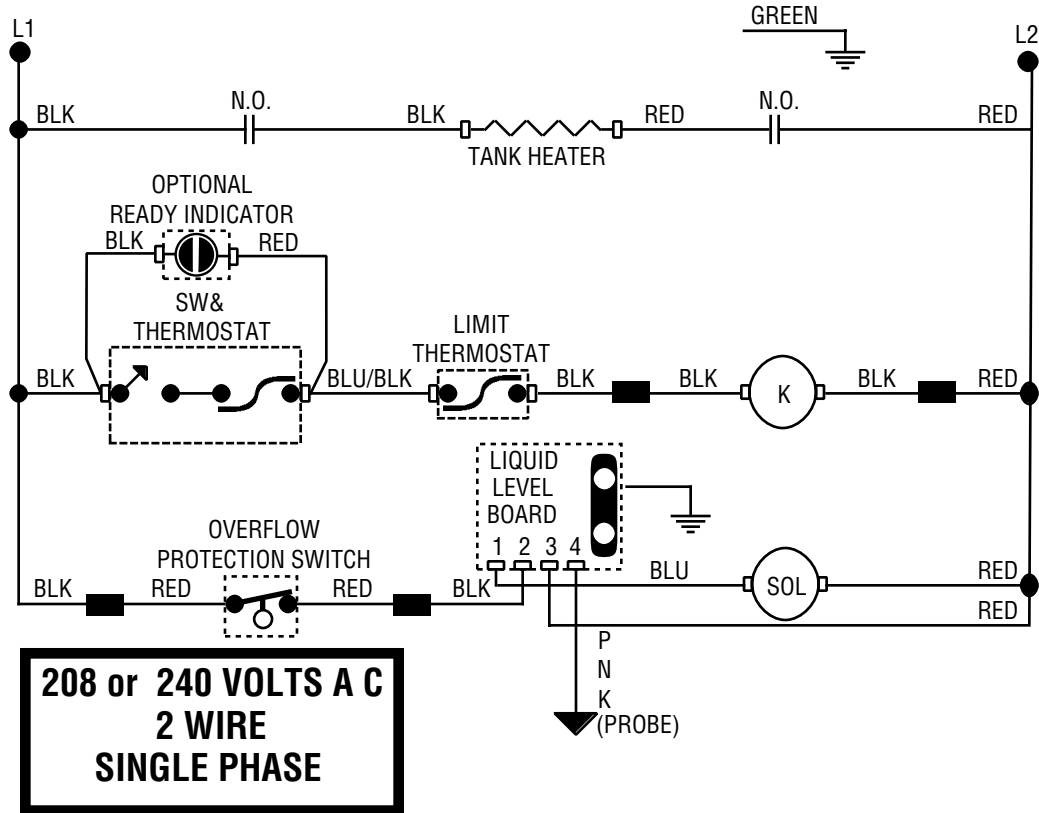 L1
GREEN
L2
BLK
N.O.
BLK
RED
N.O.
RED
TANK HEATER
OPTIONAL
READY INDICATOR
BLK
RED
SW&
THERMOSTAT
LIMIT
THERMOSTAT
BLK
BLU/BLK
BLK
BLK
K
BLK
RED
LIQUID
LEVEL
BOARD
1 2 3 4
OVERFLOW
PROTECTION SWITCH
BLK
RED
RED
BLK
BLU
SOL
RED
RED
P
N
K
(PROBE)
208 or 240 VOLTS A C
2 WIRE
SINGLE PHASE